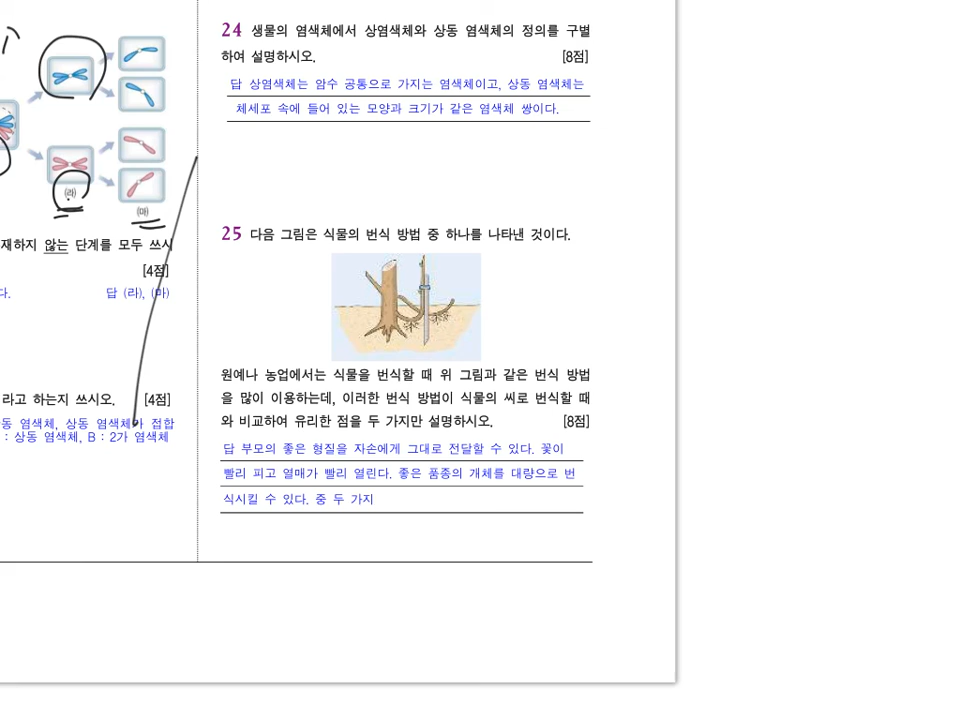 (라)
(마)
재하지 않는 단계를 모두 쓰시
[4점]
다. 답 (라), (마)
라고 하는지 쓰시오. [4점]
동 염색체, 상동 염색체가 접합
: 상동 염색체, B : 2가 염색체
24 생물의 염색체에서 상염색체와 상동 염색체의 정의를 구별
하여 설명하시오. [8점]
답 상염색체는 암수 공통으로 가지는 염색체이고, 상동 염색체는
체세포 속에 들어 있는 모양과 크기가 같은 염색체 쌍이다.
25 다음 그림은 식물의 번식 방법 중 하나를 나타낸 것이다.
원예나 농업에서는 식물을 번식할 때 위 그림과 같은 번식 방법
을 많이 이용하는데, 이러한 번식 방법이 식물의 씨로 번식할 때
와 비교하여 유리한 점을 두 가지만 설명하시오. [8점]
답 부모의 좋은 형질을 자손에게 그대로 전달할 수 있다. 꽃이
빨리 피고 열매가 빨리 열린다. 좋은 품종의 개체를 대량으로 번
식시킬 수 있다. 중 두 가지